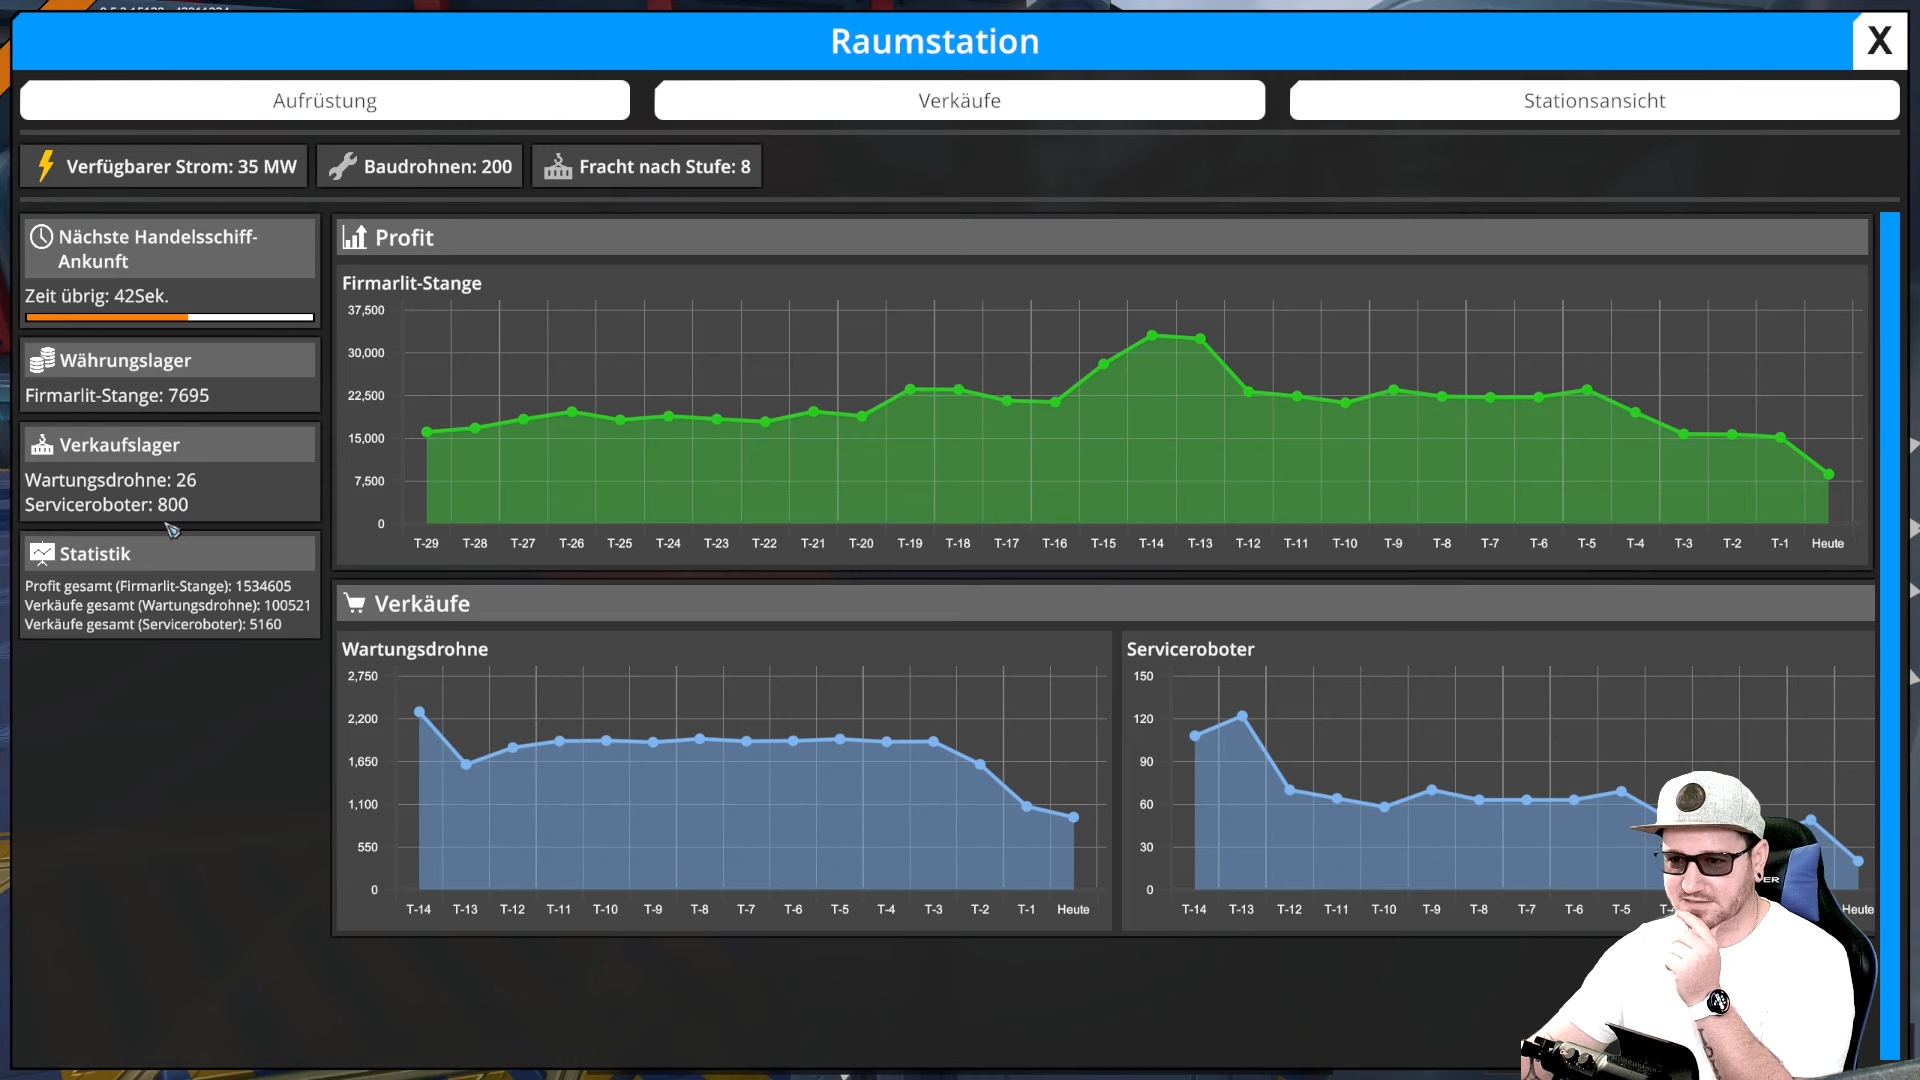 Raumstation
X
Aufrüstung
Verkäufe
Stationsansicht
Verfügbarer Strom: 35 MW
Baudrohnen: 200
Fracht nach Stufe: 8
Nächste Handelsschiff-
Ankunft
Zeit übrig: 42Sek.
Währungslager
Firmarlit-Stange: 7695
Verkaufslager
Wartungsdrohne: 26
Serviceroboter: 800
Statistik
Profit gesamt (Firmarlit-Stange): 1534605
Verkäufe gesamt (Wartungsdrohne): 100521
Verkäufe gesamt (Serviceroboter): 5160
Profit
Firmarlit-Stange
37,500
30,000
22,500
15,000
7,500
0
T-29 T-28 T-27 T-26 T-25 T-24 T-23 T-22 T-21 T-20 T-19 T-18 T-17 T-16 T-15 T-14 T-13 T-12 T-11 T-10 T-9 T-8 T-7 T-6 T-5 T-4 T-3 T-2 T-1 Heute
Verkäufe
Wartungsdrohne
2,750
2,200
1,650
1,100
550
0
T-14 T-13 T-12 T-11 T-10 T-9 T-8 T-7 T-6 T-5 T-4 T-3 T-2 T-1 Heute
Serviceroboter
150
120
90
60
30
0
T-14 T-13 T-12 T-11 T-10 T-9 T-8 T-7 T-6 T-5 Heute